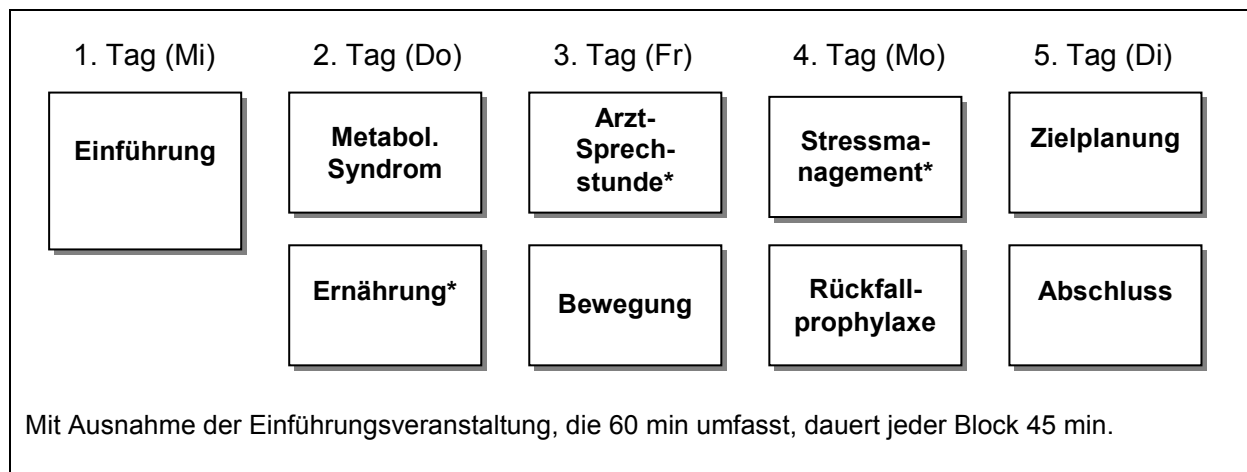 1. Tag (Mi)
2. Tag (Do)
3. Tag (Fr)
4. Tag (Mo)
5. Tag (Di)
Einführung
Metabol.
Syndrom
Arzt-
Sprech-
stunde*
Stressma-
nagement*
Zielplanung
Ernährung*
Bewegung
Rückfall-
prophylaxe
Abschluss
Mit Ausnahme der Einführungsveranstaltung, die 60 min umfasst, dauert jeder Block 45 min.